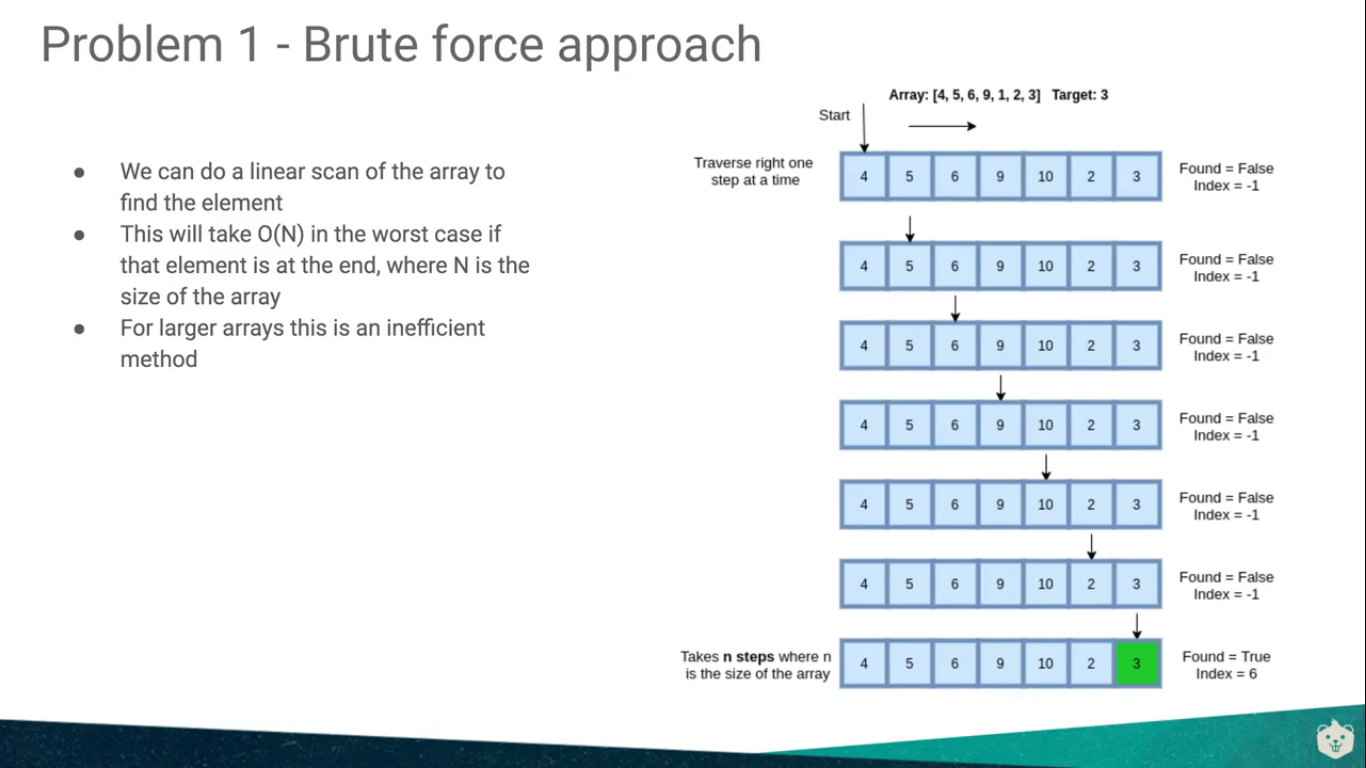 Problem 1 - Brute force approach
● We can do a linear scan of the array to
find the element
● This will take O(N) in the worst case if
that element is at the end, where N is the
size of the array
● For larger arrays this is an inefficient
method
Array: [4, 5, 6, 9, 1, 2, 3] Target: 3
Start
Traverse right one
step at a time
4 5 6 9 10 2 3
Found = False
Index = -1
4 5 6 9 10 2 3
Found = False
Index = -1
4 5 6 9 10 2 3
Found = False
Index = -1
4 5 6 9 10 2 3
Found = False
Index = -1
4 5 6 9 10 2 3
Found = False
Index = -1
4 5 6 9 10 2 3
Found = False
Index = -1
Takes n steps where n
is the size of the array
4 5 6 9 10 2 3
Found = True
Index = 6